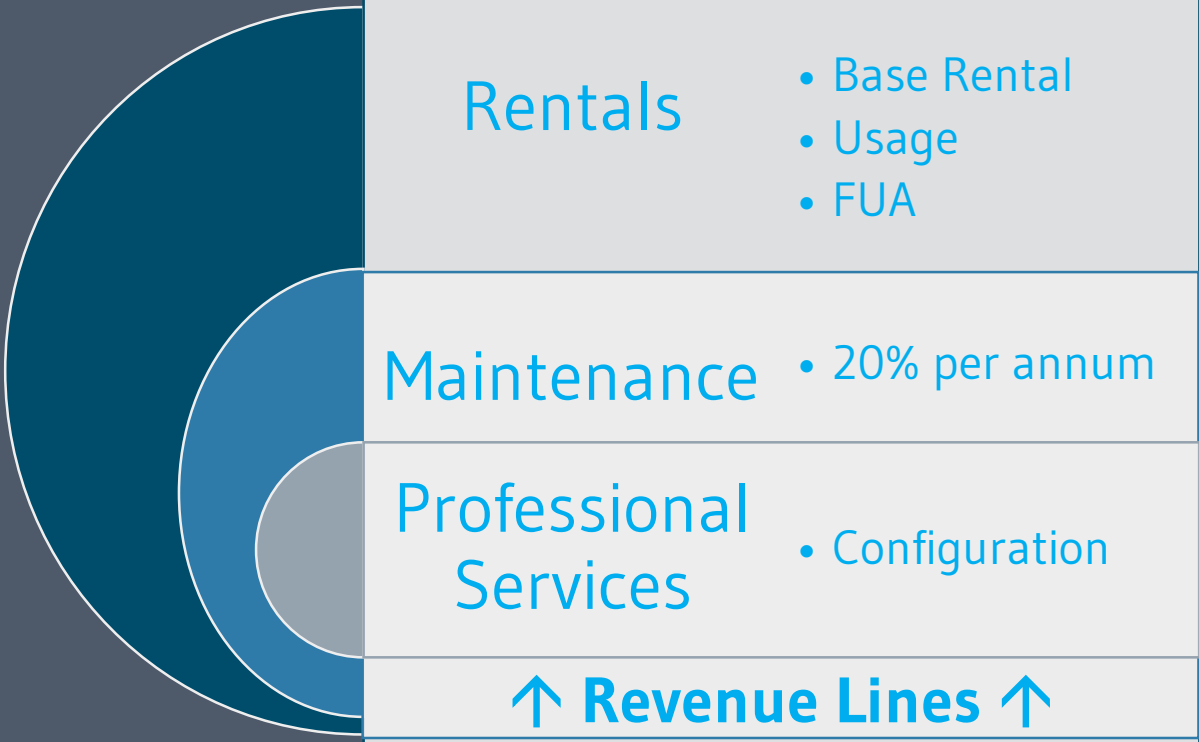 Rentals
• Base Rental
• Usage
• FUA
Maintenance
• 20% per annum
Professional
Services
• Configuration
↑ Revenue Lines ↑